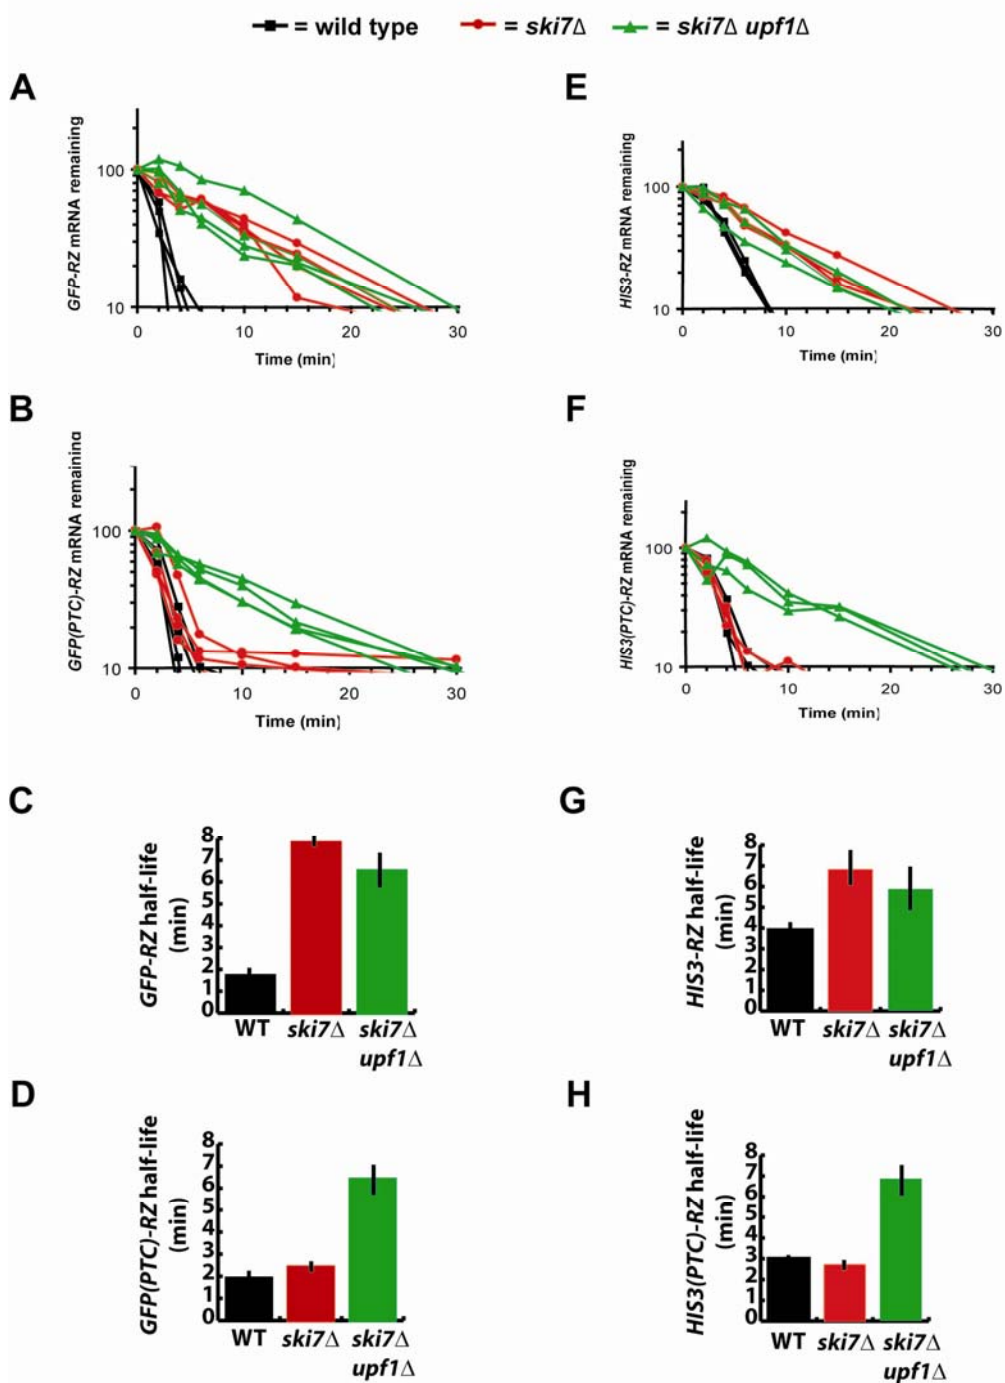 = wild type = ski7Δ = ski7Δ upf1Δ
A
GFP-RZ mRNA remaining
100
10
0 10 20 30
Time (min)
E
HIS3-RZ mRNA remaining
100
10
0 10 20 30
Time (min)
B
GFP(PTC)-RZ mRNA remaining
100
10
0 10 20 30
Time (min)
F
HIS3(PTC)-RZ mRNA remaining
100
10
0 10 20 30
Time (min)
C
GFP-RZ half-life
(min)
8
7
6
5
4
3
2
1
0
WT ski7Δ ski7Δ
upf1Δ
G
HIS3-RZ half-life
(min)
8
7
6
5
4
3
2
1
0
WT ski7Δ ski7Δ
upf1Δ
D
GFP(PTC)-RZ half-life
(min)
8
7
6
5
4
3
2
1
0
WT ski7Δ ski7Δ
upf1Δ
H
HIS3(PTC)-RZ half-life
(min)
8
7
6
5
4
3
2
1
0
WT ski7Δ ski7Δ
upf1Δ